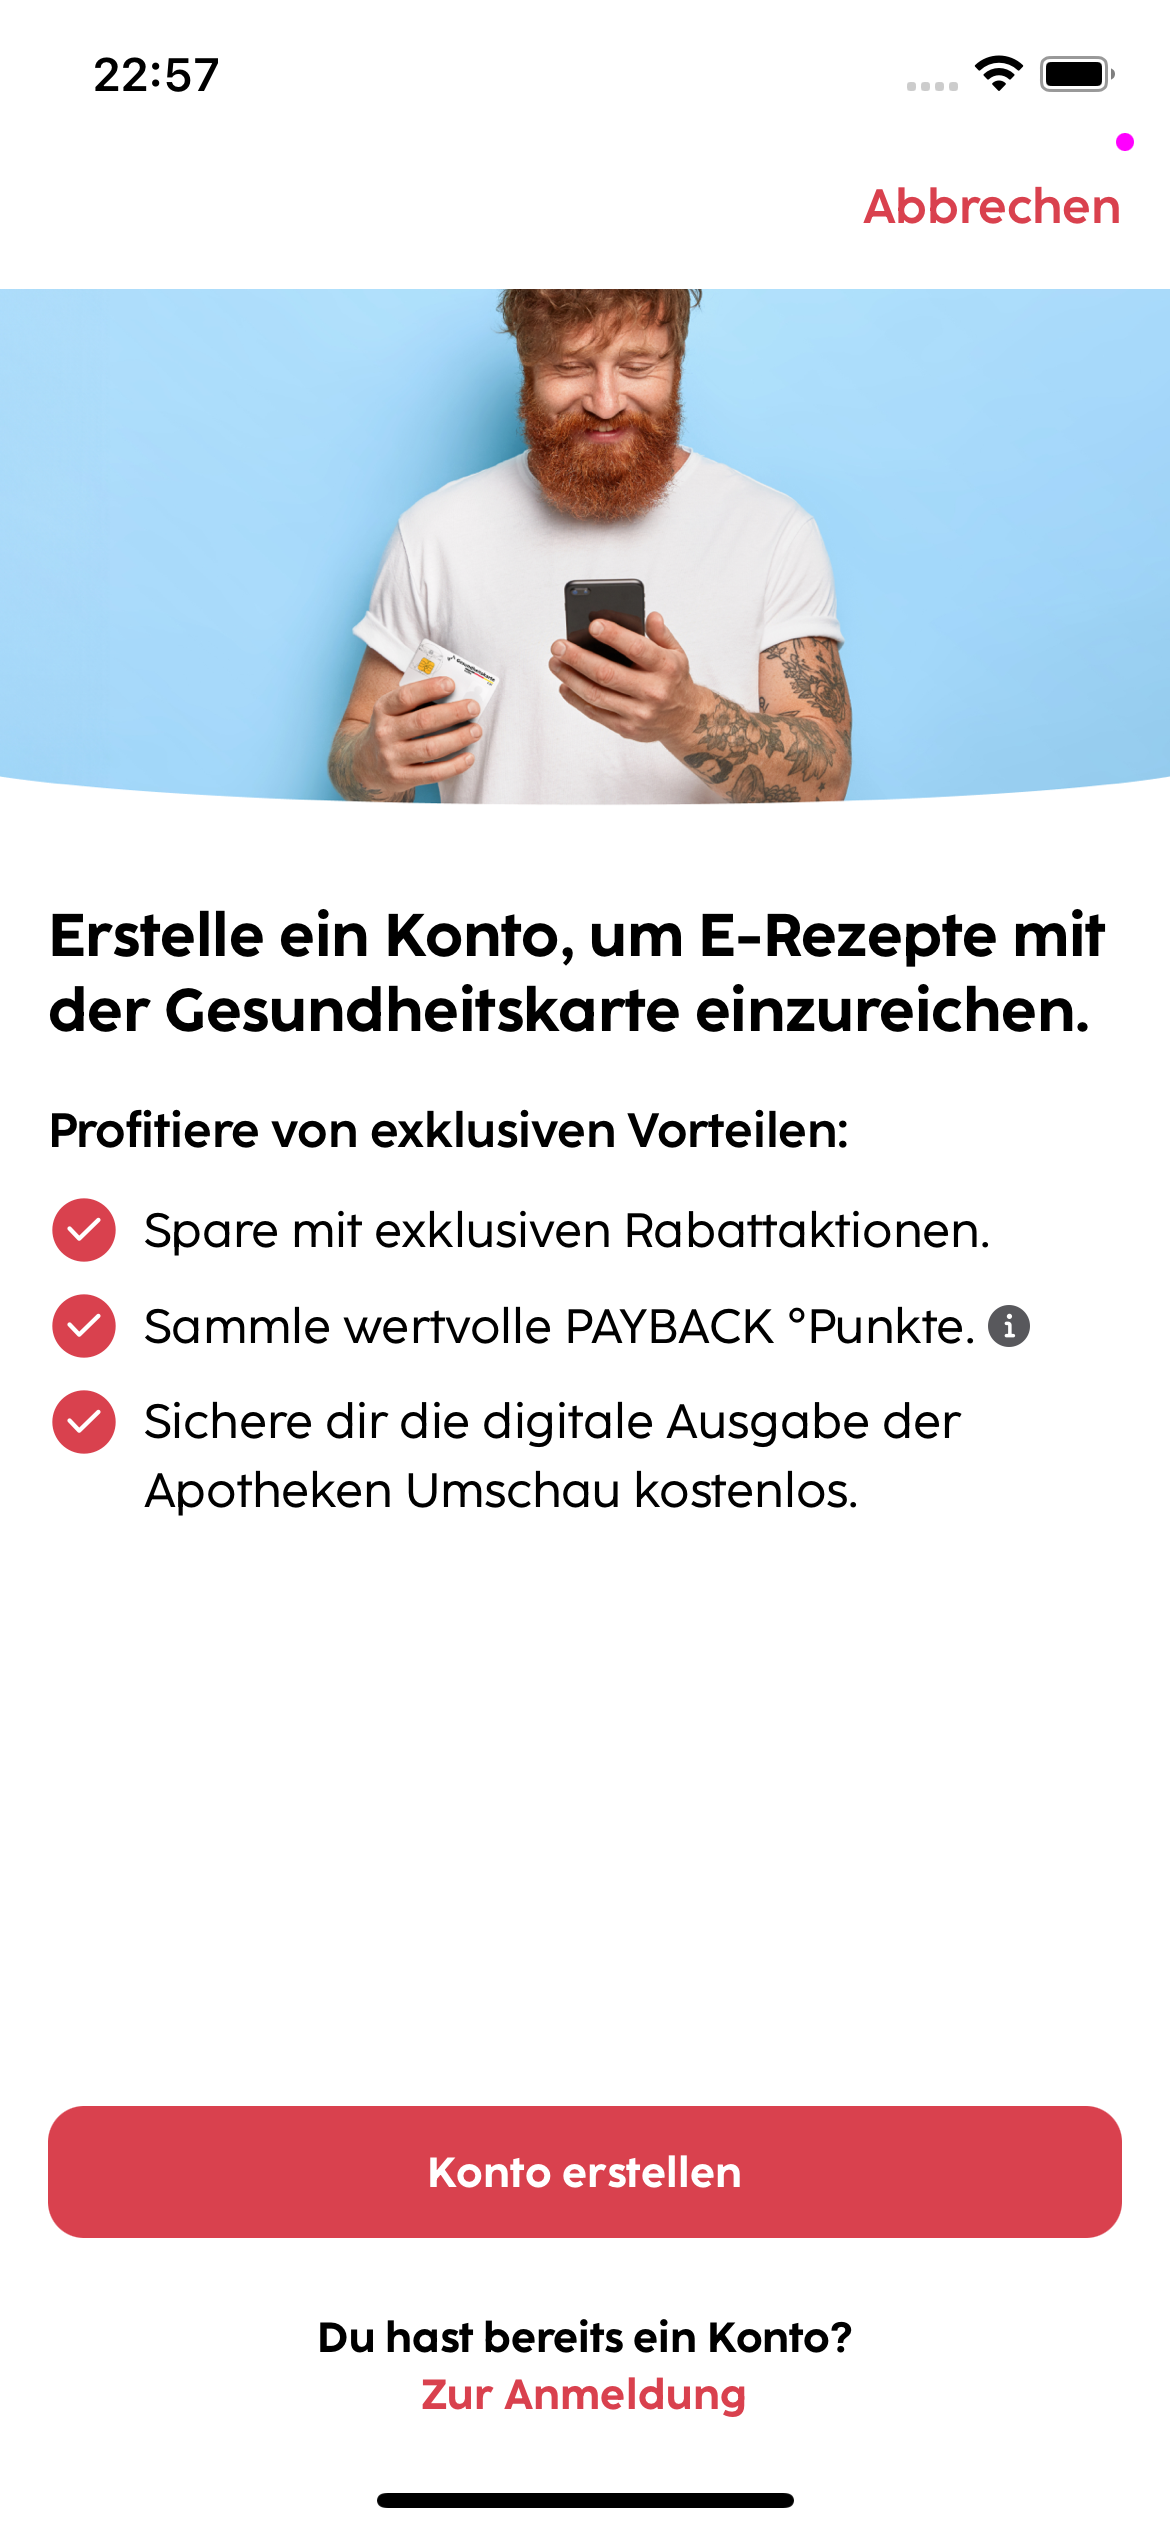 22:57
Abbrechen
Gesundheitskarte
Erstelle ein Konto, um E-Rezepte mit
der Gesundheitskarte einzureichen.
Profitiere von exklusiven Vorteilen:
Spare mit exklusiven Rabattaktionen.
Sammle wertvolle PAYBACK °Punkte.
Sichere dir die digitale Ausgabe der
Apotheken Umschau kostenlos.
Konto erstellen
Du hast bereits ein Konto?
Zur Anmeldung